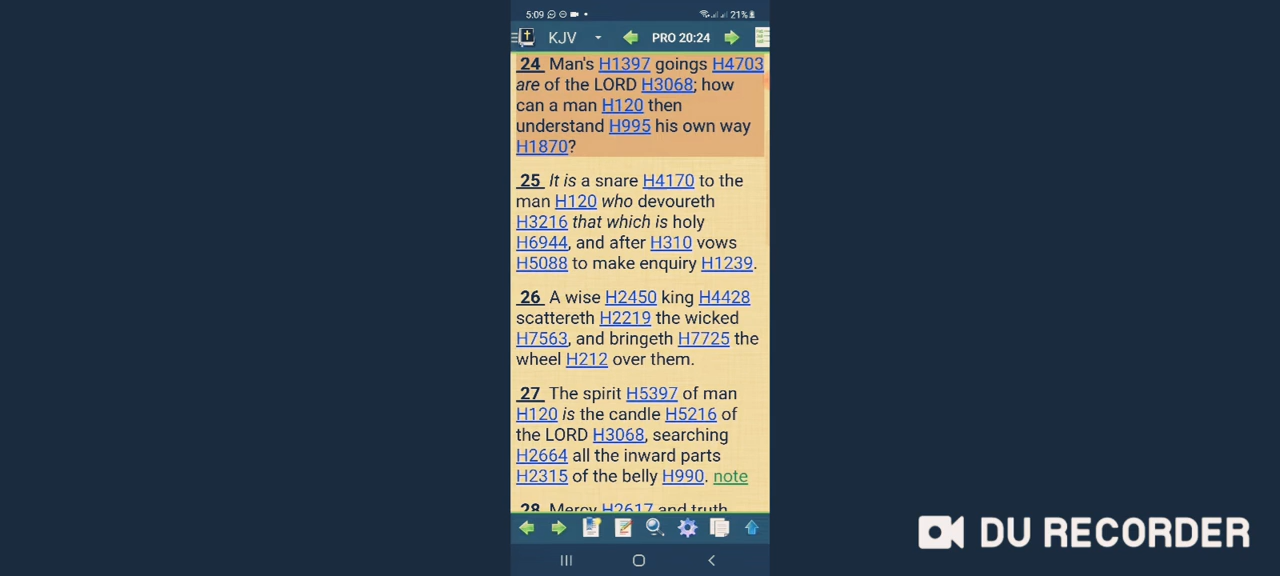 5:09 21%
KJV PRO 20:24
24 Man's H1397 goings H4703
are of the LORD H3068; how
can a man H120 then
understand H995 his own way
H1870?
25 It is a snare H4170 to the
man H120 who devoureth
H3216 that which is holy
H6944, and after H310 vows
H5088 to make enquiry H1239.
26 A wise H2450 king H4428
scattereth H2219 the wicked
H7563, and bringeth H7725 the
wheel H212 over them.
27 The spirit H5397 of man
H120 is the candle H5216 of
the LORD H3068, searching
H2664 all the inward parts
H2315 of the belly H990. note
28 Mercy H2617 and truth
DU RECORDER